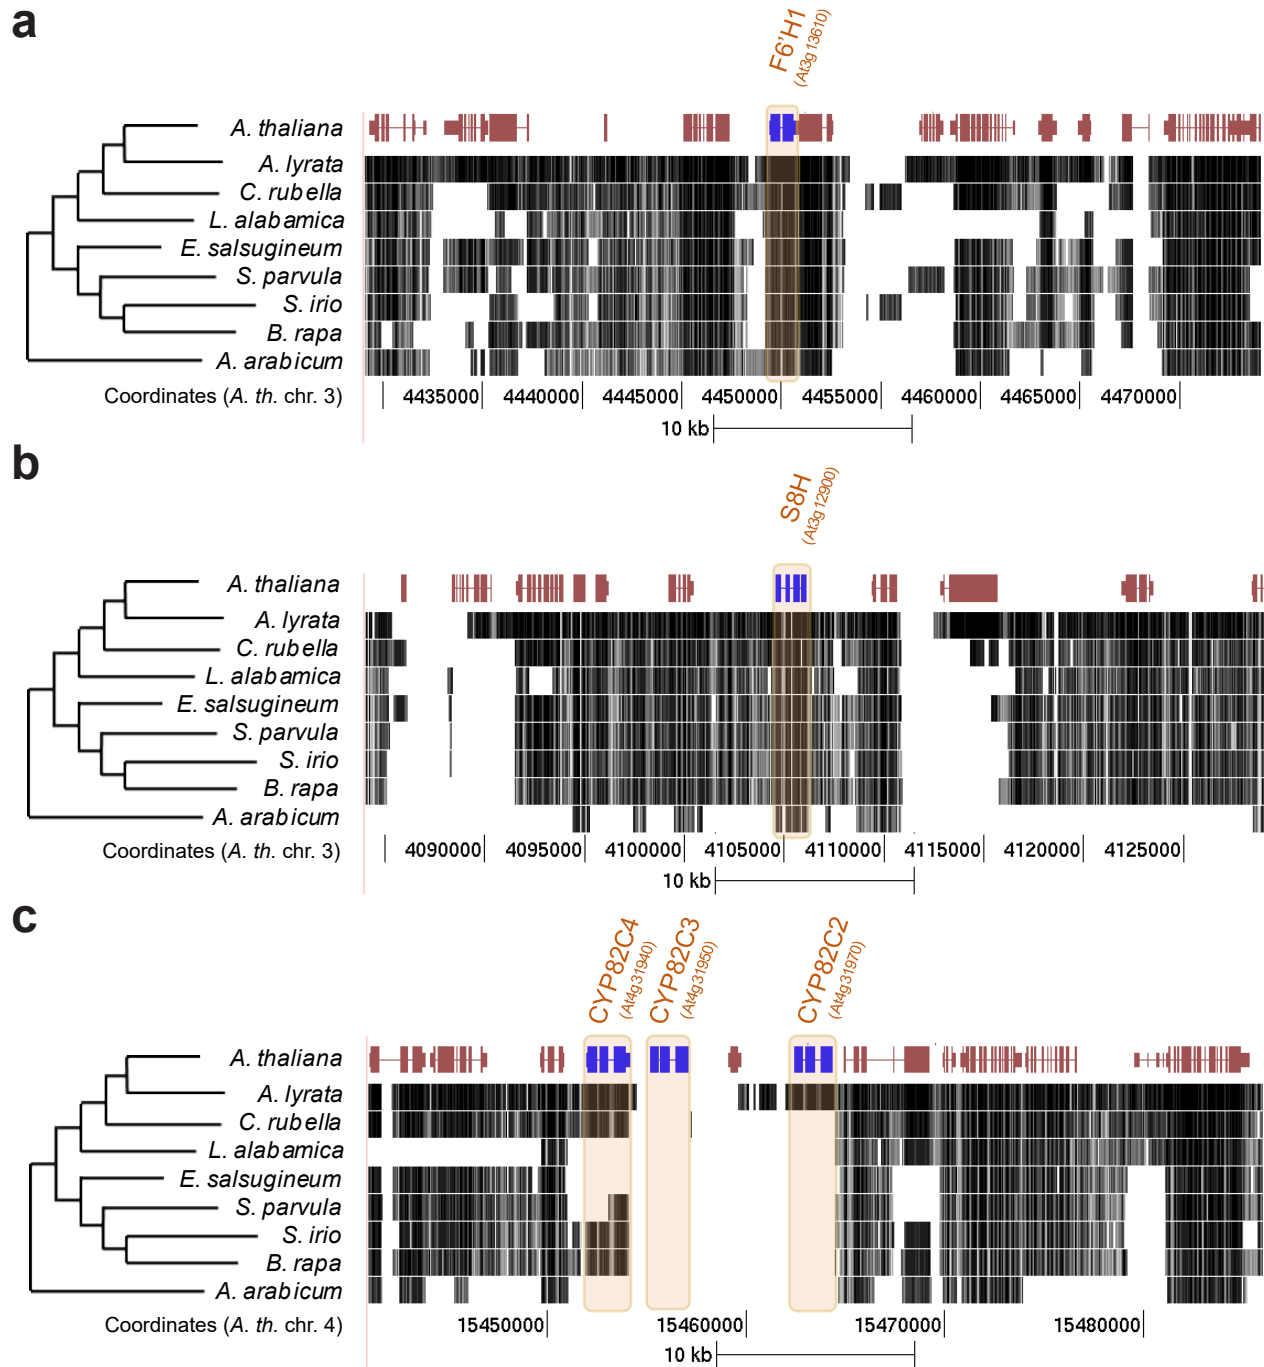 a
F6'H1
(At3g13610)
A. thaliana
A. lyrata
C. rubella
L. alabamica
E. salsugineum
S. parvula
S. irio
B. rapa
A. arabicum
Coordinates (A. th. chr. 3)
4435000 4440000 4445000 4450000 4455000 4460000 4465000 4470000
10 kb
b
S8H
(At3g12900)
A. thaliana
A. lyrata
C. rubella
L. alabamica
E. salsugineum
S. parvula
S. irio
B. rapa
A. arabicum
Coordinates (A. th. chr. 3)
4090000 4095000 4100000 4105000 4110000 4115000 4120000 4125000
10 kb
c
CYP82C4
(At4g31940)
CYP82C3
(At4g31950)
CYP82C2
(At4g31970)
A. thaliana
A. lyrata
C. rubella
L. alabamica
E. salsugineum
S. parvula
S. irio
B. rapa
A. arabicum
Coordinates (A. th. chr. 4)
15450000 15460000 15470000 15480000
10 kb